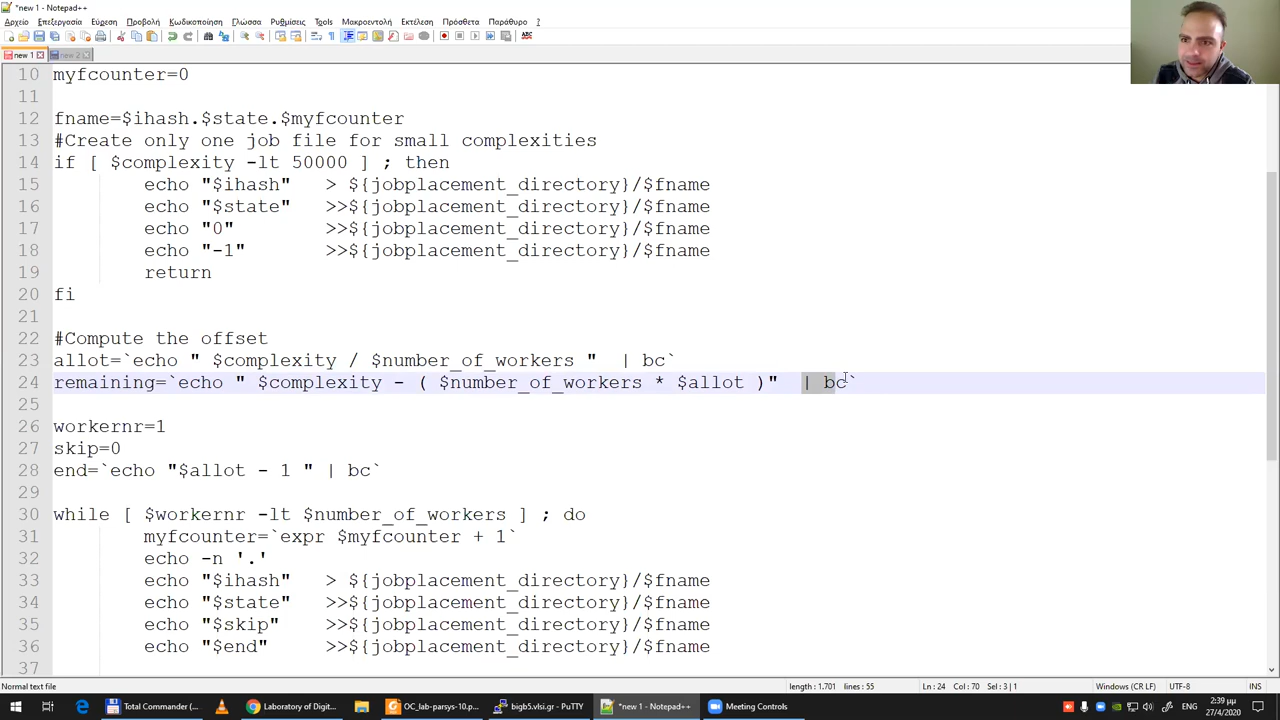 *new 1 - Notepad++
Αρχείο Επεξεργασία Εύρεση Προβολή Κωδικοποίηση Γλώσσα Ρυθμίσεις Tools Μακροεντολή Εκτέλεση Πρόσθετα Παράθυρο ?
new 1 new 2
10 myfcounter=0
11
12 fname=$ihash.$state.$myfcounter
13 #Create only one job file for small complexities
14 if [ $complexity -lt 50000 ] ; then
15 echo "$ihash" > ${jobplacement_directory}/$fname
16 echo "$state" >>${jobplacement_directory}/$fname
17 echo "0" >>${jobplacement_directory}/$fname
18 echo "-1" >>${jobplacement_directory}/$fname
19 return
20 fi
21
22 #Compute the offset
23 allot=`echo " $complexity / $number_of_workers " | bc`
24 remaining=`echo " $complexity - ( $number_of_workers * $allot )" | bc`
25
26 workernr=1
27 skip=0
28 end=`echo "$allot - 1 " | bc`
29
30 while [ $workernr -lt $number_of_workers ] ; do
31 myfcounter=`expr $myfcounter + 1`
32 echo -n '.'
33 echo "$ihash" > ${jobplacement_directory}/$fname
34 echo "$state" >>${jobplacement_directory}/$fname
35 echo "$skip" >>${jobplacement_directory}/$fname
36 echo "$end" >>${jobplacement_directory}/$fname
37
Normal text file length : 1.701 lines : 55 Ln : 24 Col : 70 Sel : 3 | 1 Windows (CR LF) UTF-8 INS
Total Commander (... Laboratory of Digit... OC_lab-parsys-10.p... bigb5.vlsi.gr - PuTTY *new 1 - Notepad++ Meeting Controls 2:39 μμ
27/4/2020